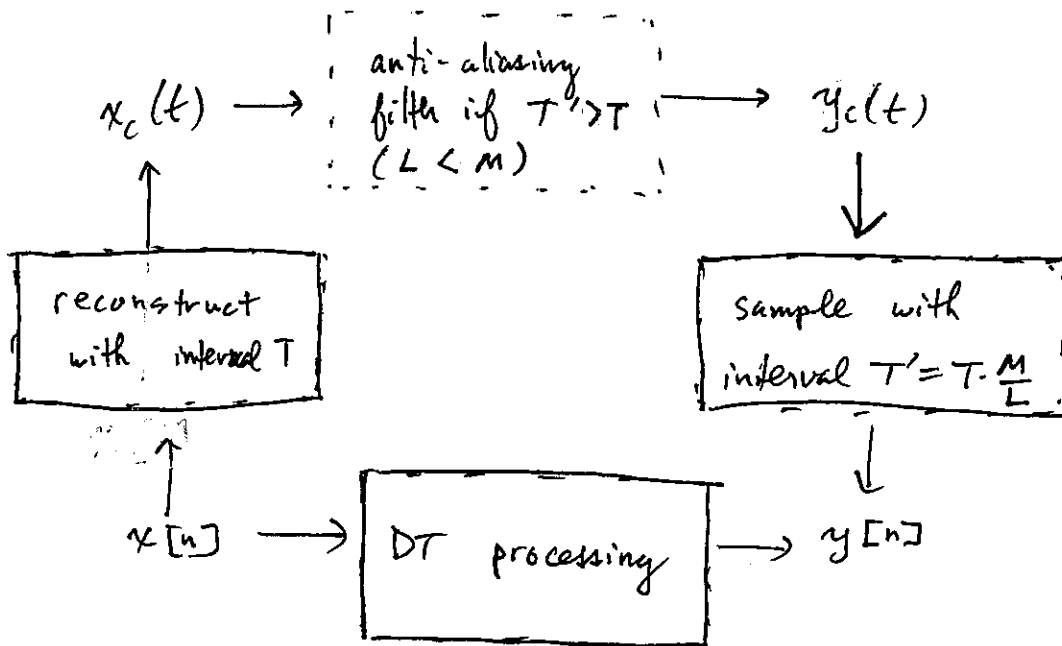 anti-aliasing
filter if T'>T
(L < M)
x_c(t)
y_c(t)
reconstruct
with interval T
sample with
interval T' = T · M/L
x[n]
DT processing
y[n]